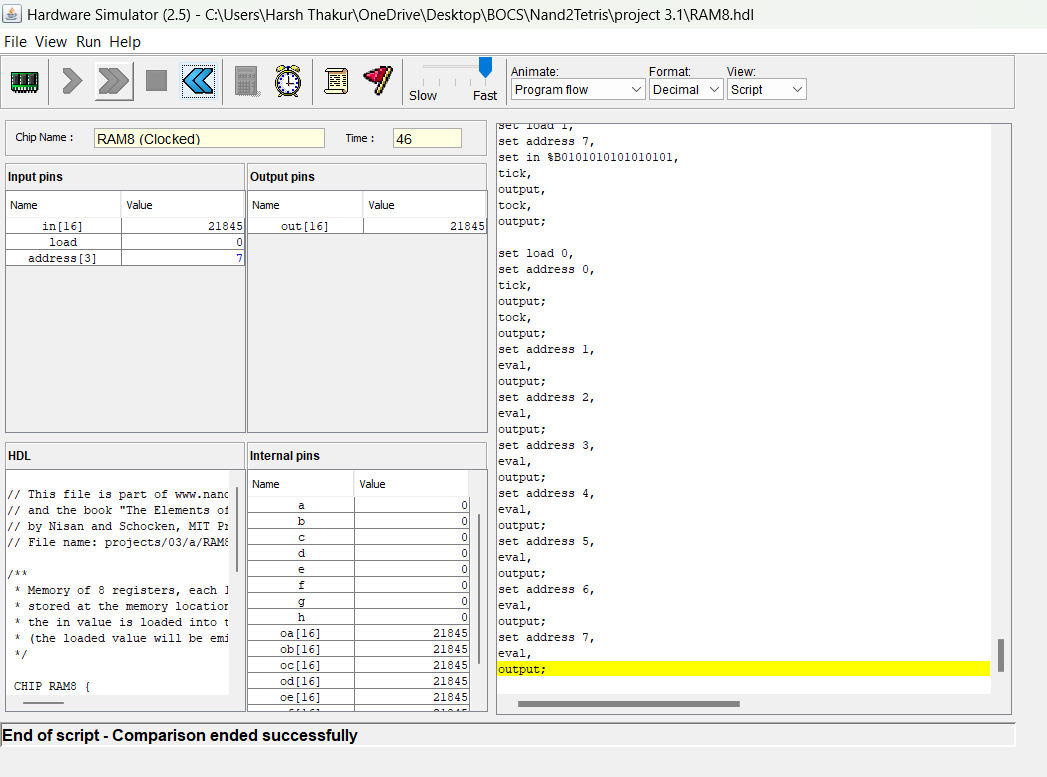 Hardware Simulator (2.5) - C:\Users\Harsh Thakur\OneDrive\Desktop\BOCS\Nand2Tetris\project 3.1\RAM8.hdl
File View Run Help
Animate: Format: View:
Slow Fast Program flow Decimal Script
Chip Name : RAM8 (Clocked) Time : 46
Input pins
Name Value
in[16] 21845
load 0
address[3] 7
Output pins
Name Value
out[16] 21845
HDL
// This file is part of www.nand
// and the book "The Elements of
// by Nisan and Schocken, MIT Pr
// File name: projects/03/a/RAM8
/**
* Memory of 8 registers, each 1
* stored at the memory location
* the in value is loaded into t
* (the loaded value will be emi
*/
CHIP RAM8 {
Internal pins
Name Value
a 0
b 0
c 0
d 0
e 0
f 0
g 0
h 0
oa[16] 21845
ob[16] 21845
oc[16] 21845
od[16] 21845
oe[16] 21845
set load 1,
set address 7,
set in %B0101010101010101,
tick,
output,
tock,
output;
set load 0,
set address 0,
tick,
output;
tock,
output;
set address 1,
eval,
output;
set address 2,
eval,
output;
set address 3,
eval,
output;
set address 4,
eval,
output;
set address 5,
eval,
output;
set address 6,
eval,
output;
set address 7,
eval,
output;
End of script - Comparison ended successfully